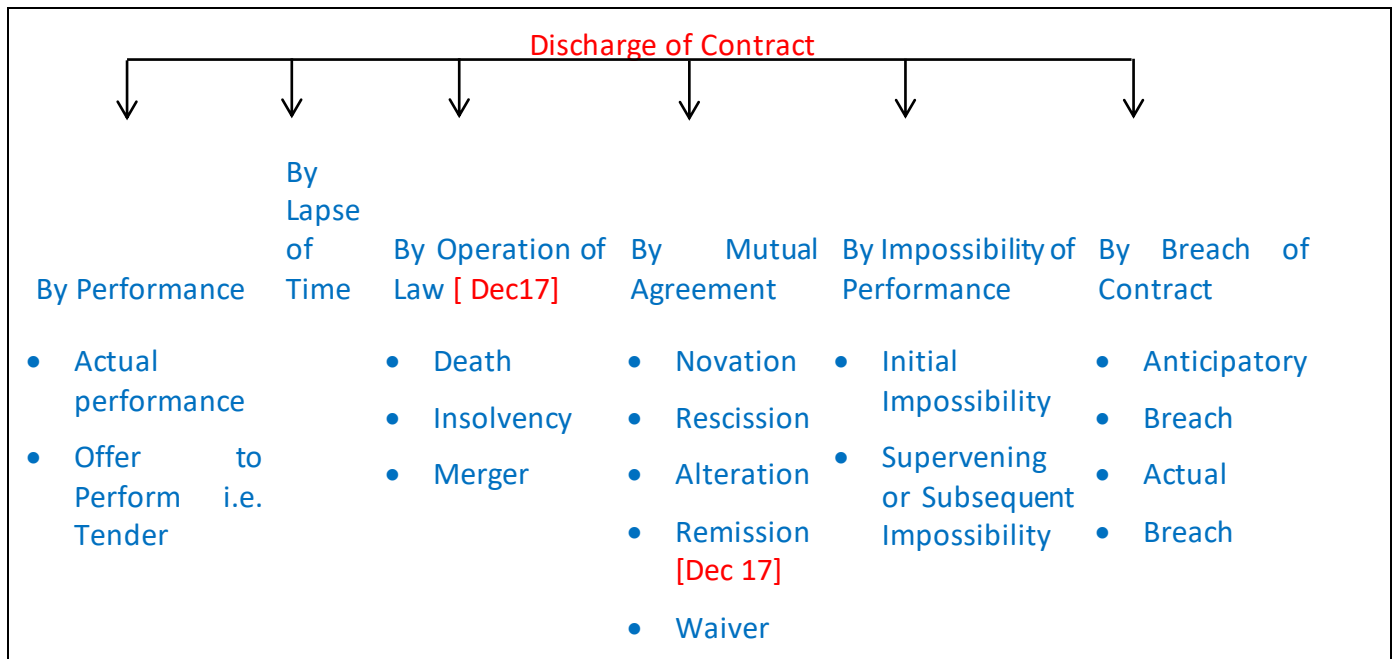 Discharge of Contract
By Performance
By
Lapse
of
Time
By Operation of
Law [ Dec17]
By Mutual
Agreement
By Impossibility of
Performance
By Breach of
Contract
• Actual
performance
• Offer to
Perform i.e.
Tender
• Death
• Insolvency
• Merger
• Novation
• Rescission
• Alteration
• Remission
[Dec 17]
• Waiver
• Initial
Impossibility
• Supervening
or Subsequent
Impossibility
• Anticipatory
• Breach
• Actual
• Breach